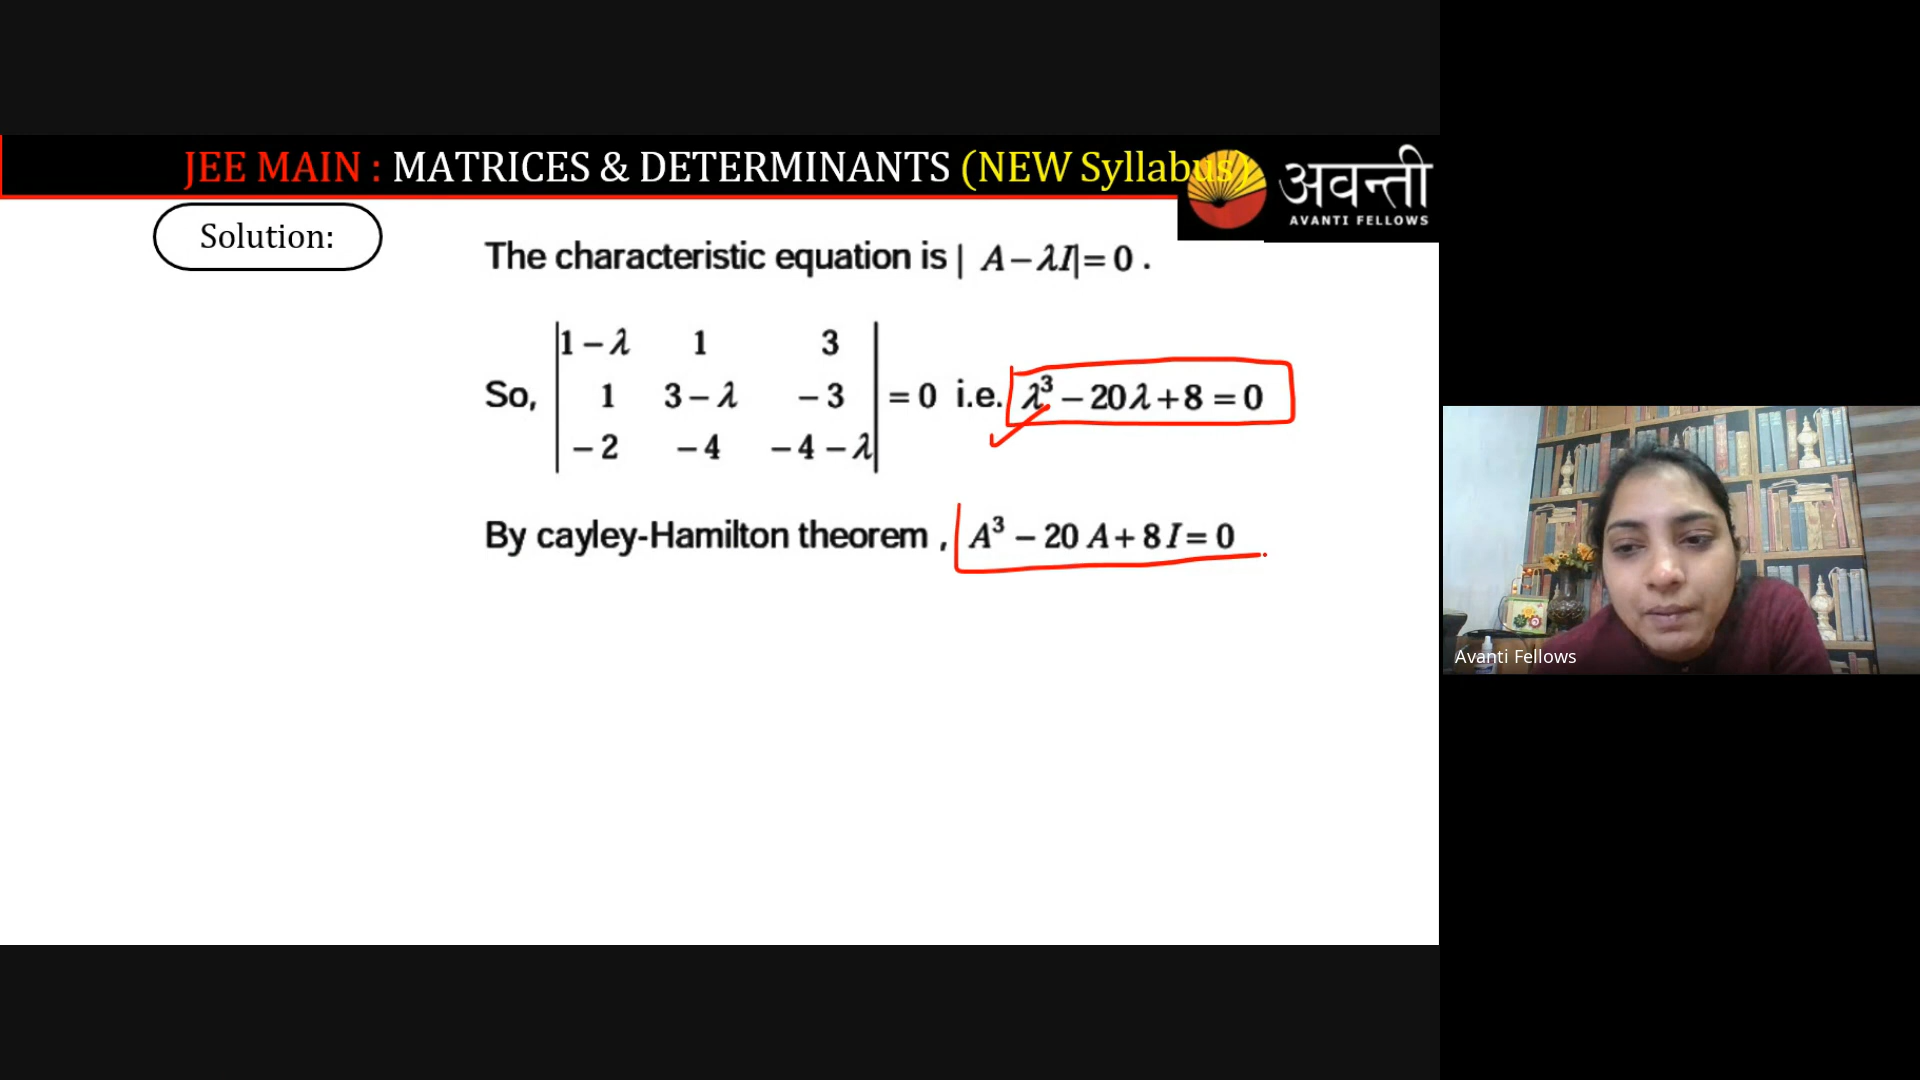 JEE MAIN : MATRICES & DETERMINANTS (NEW Syllabus)
अवन्ती
AVANTI FELLOWS
Solution:
The characteristic equation is | A − λI|= 0 .
1 − λ 1 3
So, 1 3 − λ − 3 = 0 i.e. λ³ − 20λ + 8 = 0
− 2 − 4 − 4 − λ
By cayley-Hamilton theorem , A³ − 20 A + 8 I = 0
Avanti Fellows